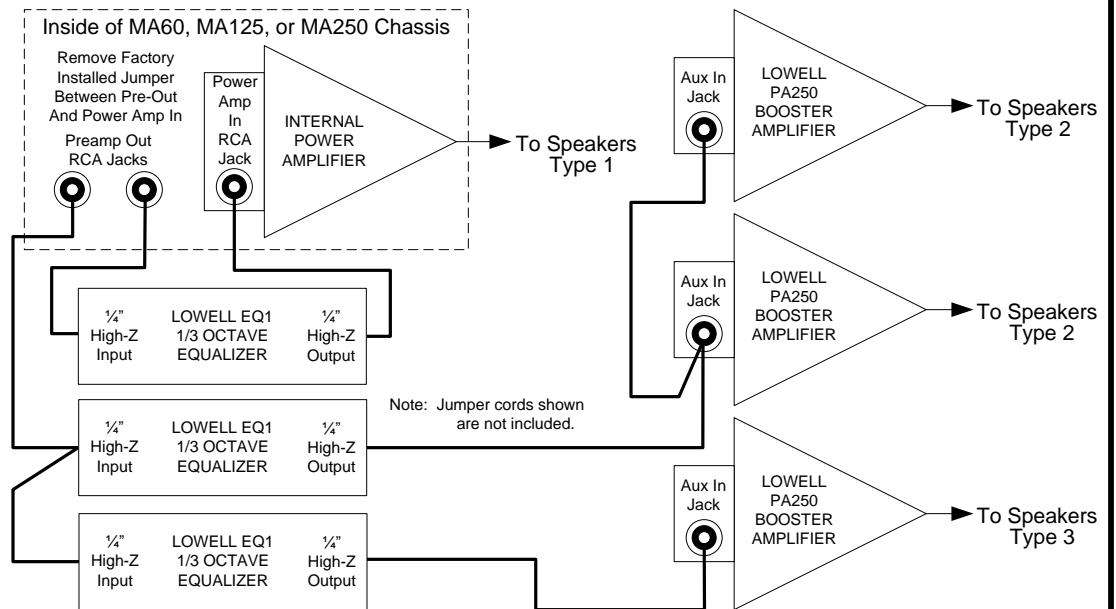 Inside of MA60, MA125, or MA250 Chassis
Remove Factory
Installed Jumper
Between Pre-Out
And Power Amp In
Preamp Out
RCA Jacks
Power
Amp
In
RCA
Jack
INTERNAL
POWER
AMPLIFIER
To Speakers
Type 1
Aux In
Jack
LOWELL
PA250
BOOSTER
AMPLIFIER
To Speakers
Type 2
Aux In
Jack
LOWELL
PA250
BOOSTER
AMPLIFIER
To Speakers
Type 2
¼”
High-Z
Input
LOWELL EQ1
1/3 OCTAVE
EQUALIZER
¼”
High-Z
Output
Note: Jumper cords shown
are not included.
¼”
High-Z
Input
LOWELL EQ1
1/3 OCTAVE
EQUALIZER
¼”
High-Z
Output
Aux In
Jack
LOWELL
PA250
BOOSTER
AMPLIFIER
To Speakers
Type 3
¼”
High-Z
Input
LOWELL EQ1
1/3 OCTAVE
EQUALIZER
¼”
High-Z
Output